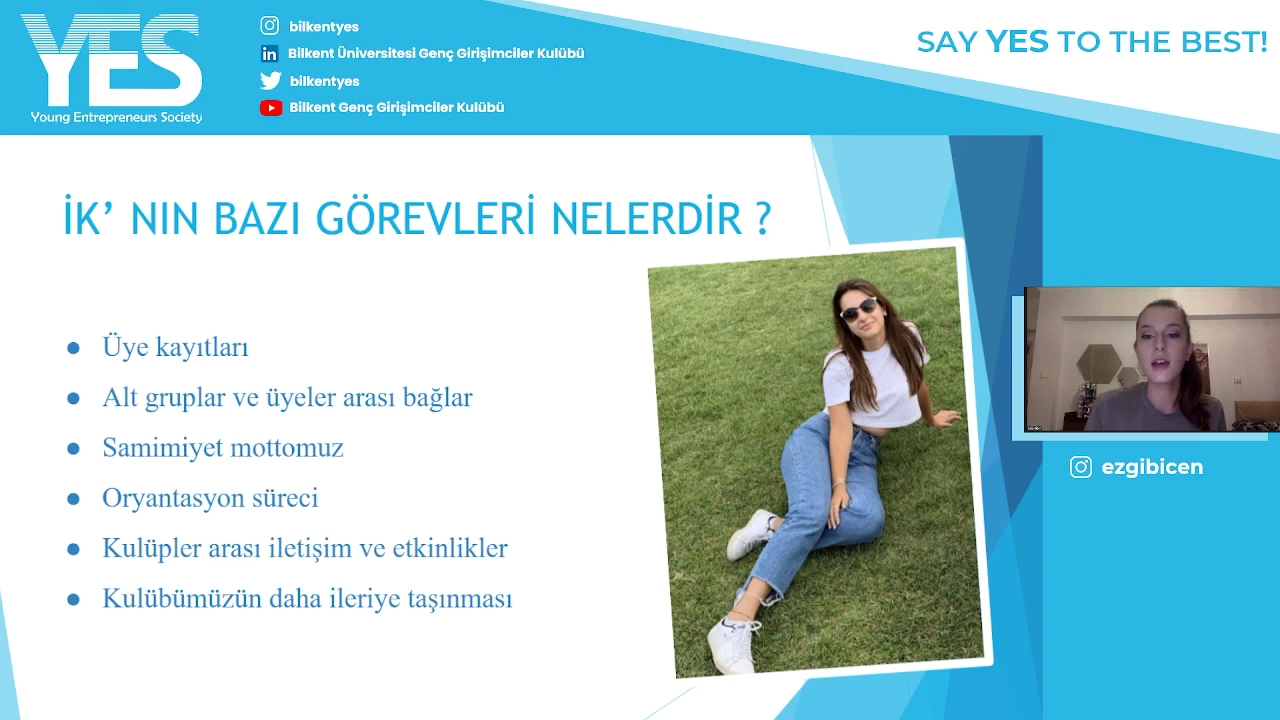 YES
Young Entrepreneurs Society
bilkentyes
Bilkent Üniversitesi Genç Girişimciler Kulübü
bilkentyes
Bilkent Genç Girişimciler Kulübü
SAY YES TO THE BEST!
İK’ NIN BAZI GÖREVLERİ NELERDİR ?
● Üye kayıtları
● Alt gruplar ve üyeler arası bağlar
● Samimiyet mottomuz
● Oryantasyon süreci
● Kulüpler arası iletişim ve etkinlikler
● Kulübümüzün daha ileriye taşınması
ezgibicen